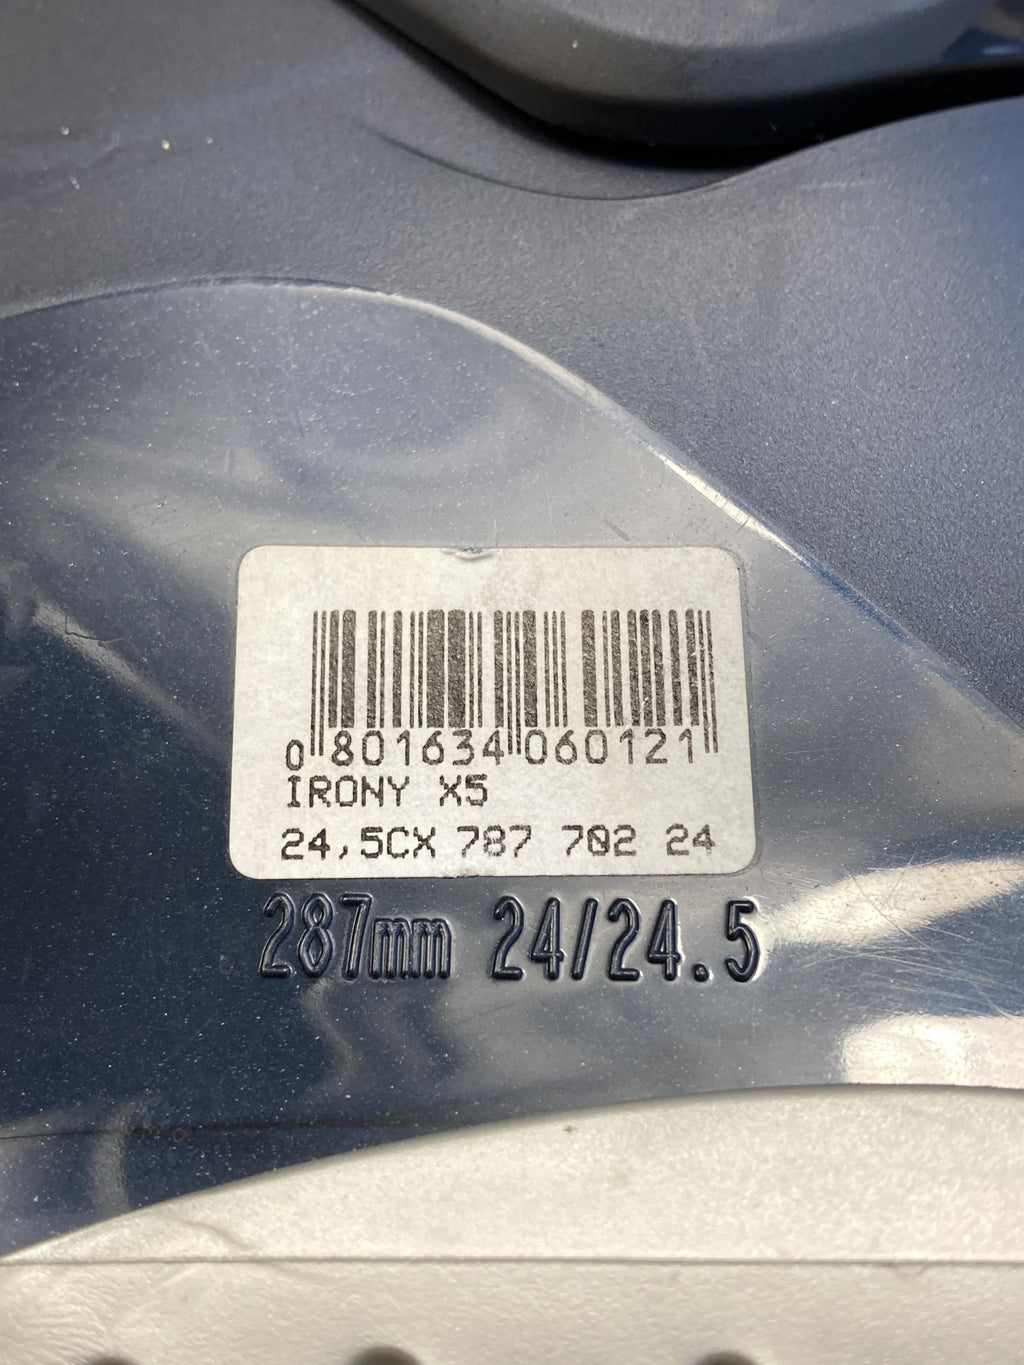 0 801634 060121
IRONY X5
24,5CX 787 702 24
287mm 24/24.5